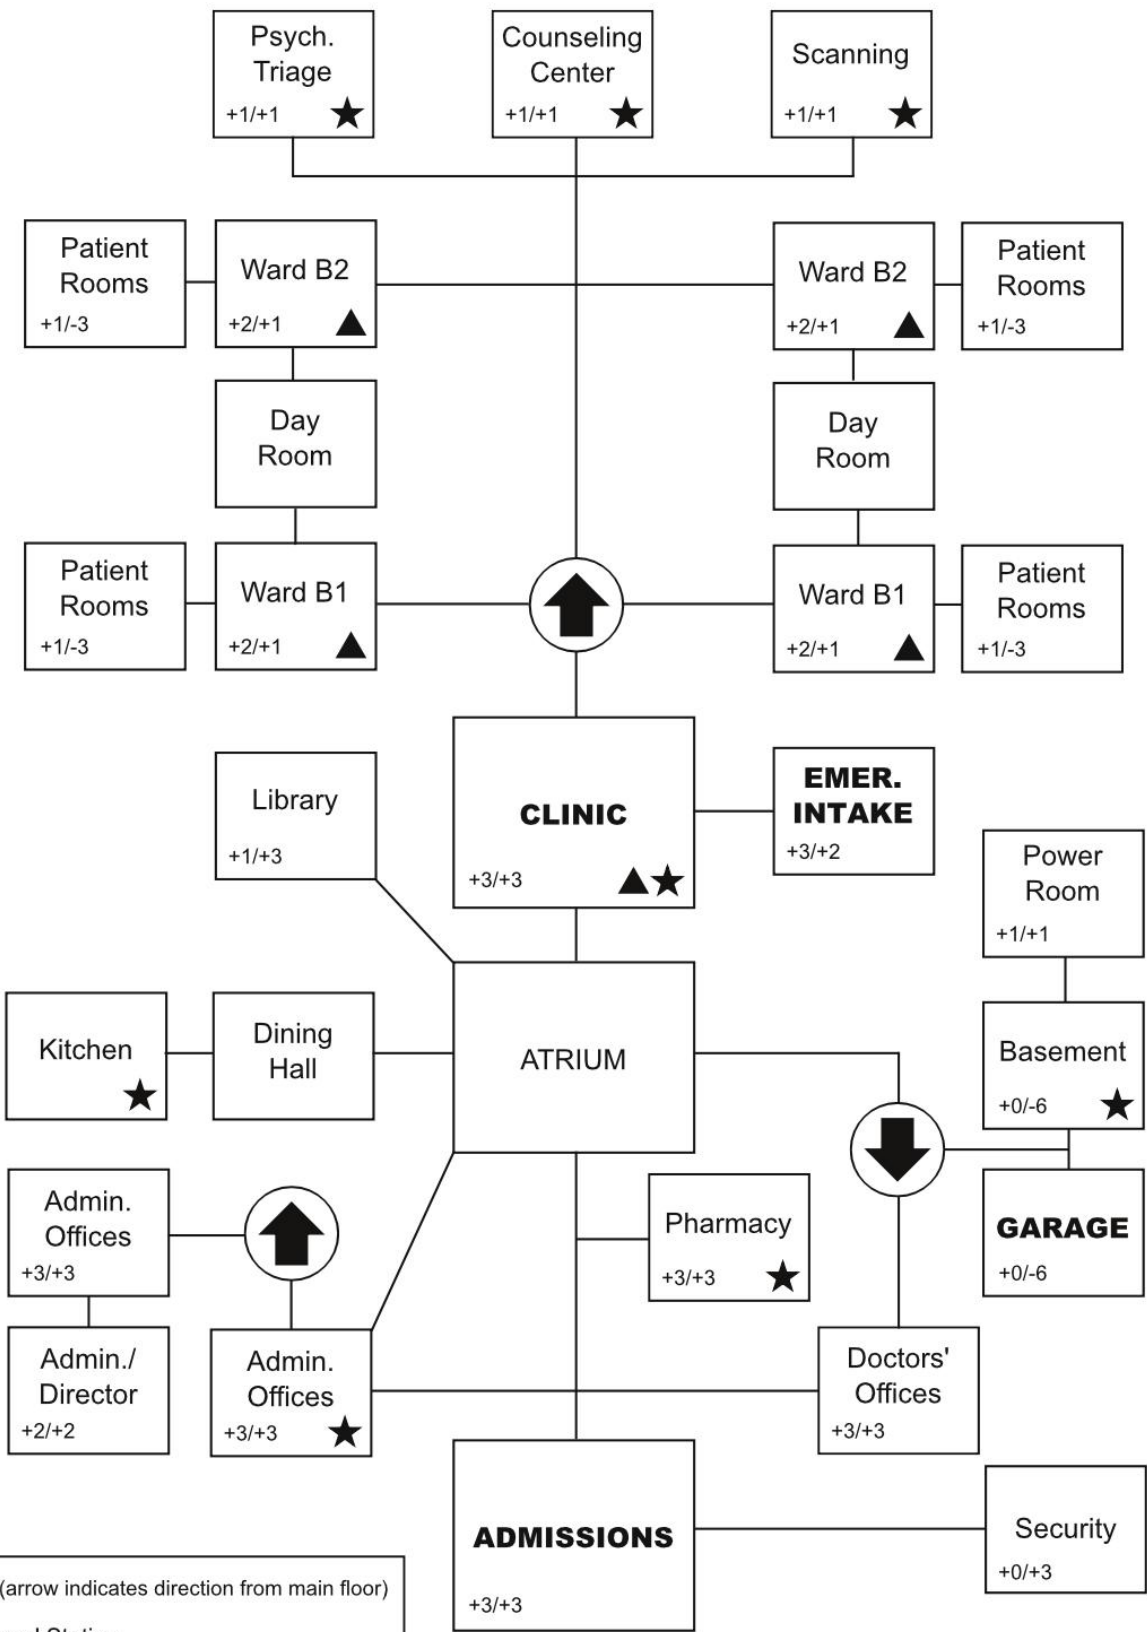 Psych.
Triage
+1/+1
Counseling
Center
+1/+1
Scanning
+1/+1
Patient
Rooms
+1/-3
Ward B2
+2/+1
Ward B2
+2/+1
Patient
Rooms
+1/-3
Day
Room
Day
Room
Patient
Rooms
+1/-3
Ward B1
+2/+1
Ward B1
+2/+1
Patient
Rooms
+1/-3
Library
+1/+3
CLINIC
+3/+3
EMER.
INTAKE
+3/+2
Power
Room
+1/+1
Kitchen
Dining
Hall
ATRIUM
Basement
+0/-6
Admin.
Offices
+3/+3
Pharmacy
+3/+3
GARAGE
+0/-6
Admin./
Director
+2/+2
Admin.
Offices
+3/+3
Doctors'
Offices
+3/+3
ADMISSIONS
+3/+3
Security
+0/+3
(arrow indicates direction from main floor)